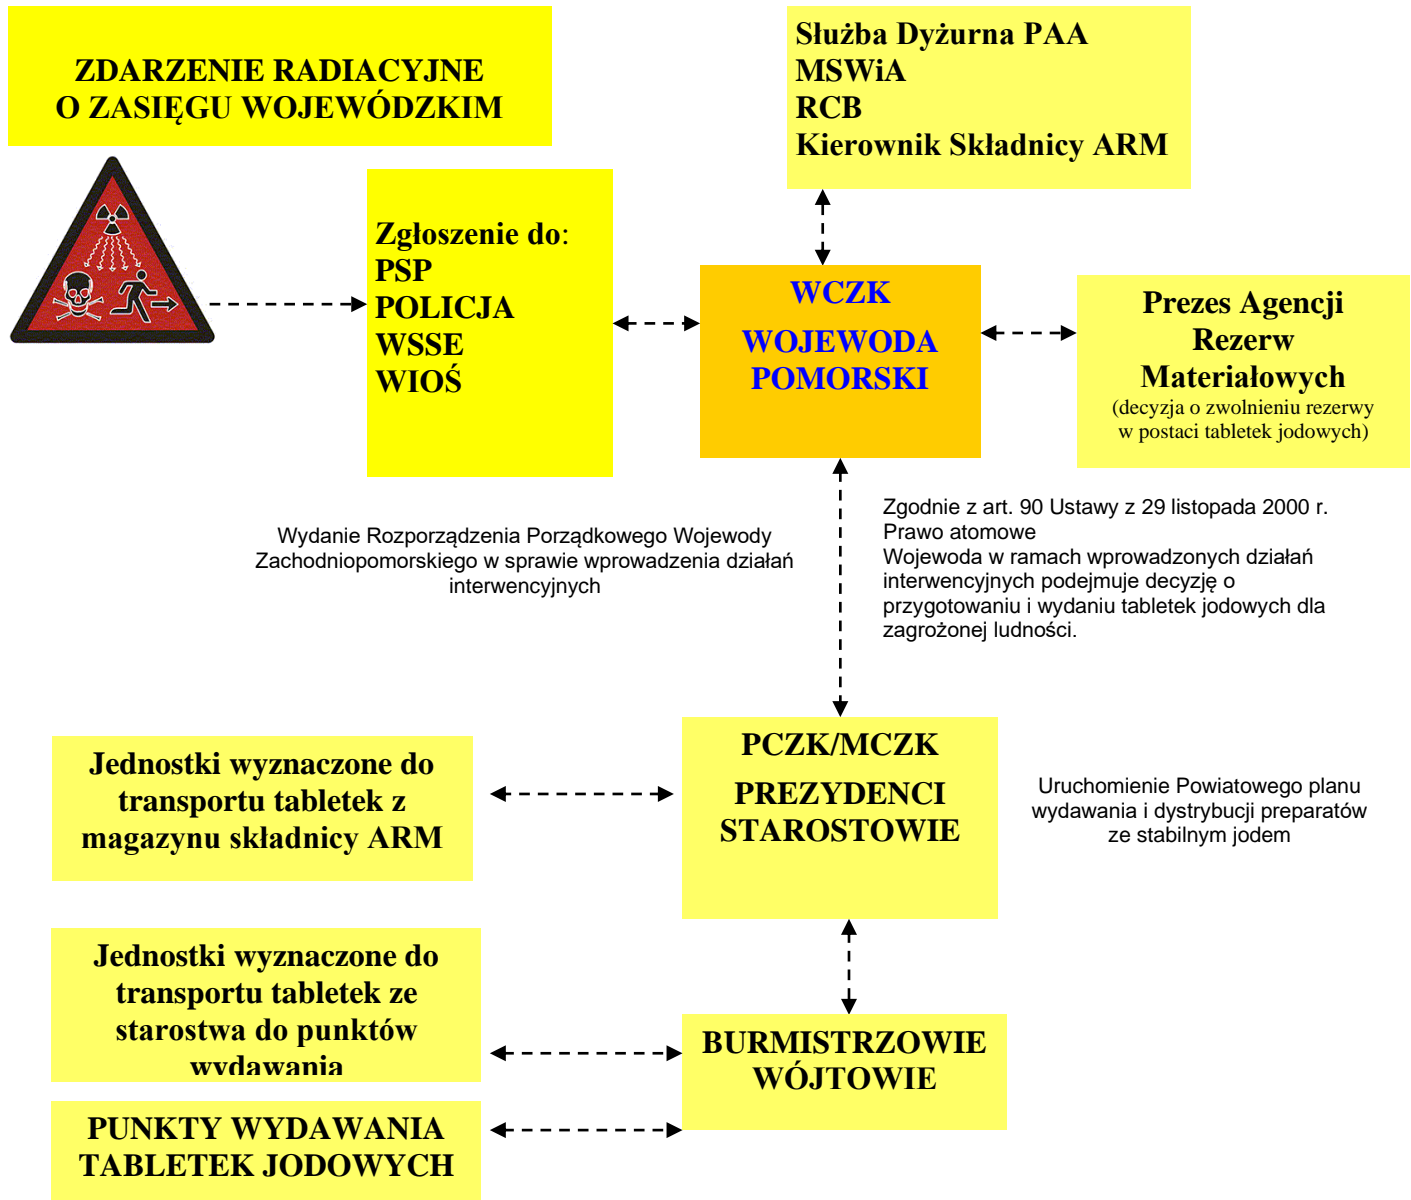 ZDARZENIE RADIACYJNE
O ZASIĘGU WOJEWÓDZKIM
Służba Dyżurna PAA
MSWiA
RCB
Kierownik Składnicy ARM
Zgłoszenie do:
PSP
POLICJA
WSSE
WIOŚ
WCZK
WOJEWODA
POMORSKI
Prezes Agencji
Rezerw
Materiałowych
(decyzja o zwolnieniu rezerwy
w postaci tabletek jodowych)
Wydanie Rozporządzenia Porządkowego Wojewody
Zachodniopomorskiego w sprawie wprowadzenia działań
interwencyjnych
Zgodnie z art. 90 Ustawy z 29 listopada 2000 r.
Prawo atomowe
Wojewoda w ramach wprowadzonych działań
interwencyjnych podejmuje decyzję o
przygotowaniu i wydaniu tabletek jodowych dla
zagrożonej ludności.
Jednostki wyznaczone do
transportu tabletek z
magazynu składnicy ARM
PCZK/MCZK
PREZYDENCI
STAROSTOWIE
Uruchomienie Powiatowego planu
wydawania i dystrybucji preparatów
ze stabilnym jodem
Jednostki wyznaczone do
transportu tabletek ze
starostwa do punktów
wydawania
BURMISTRZOWIE
WÓJTOWIE
PUNKTY WYDAWANIA
TABLETEK JODOWYCH